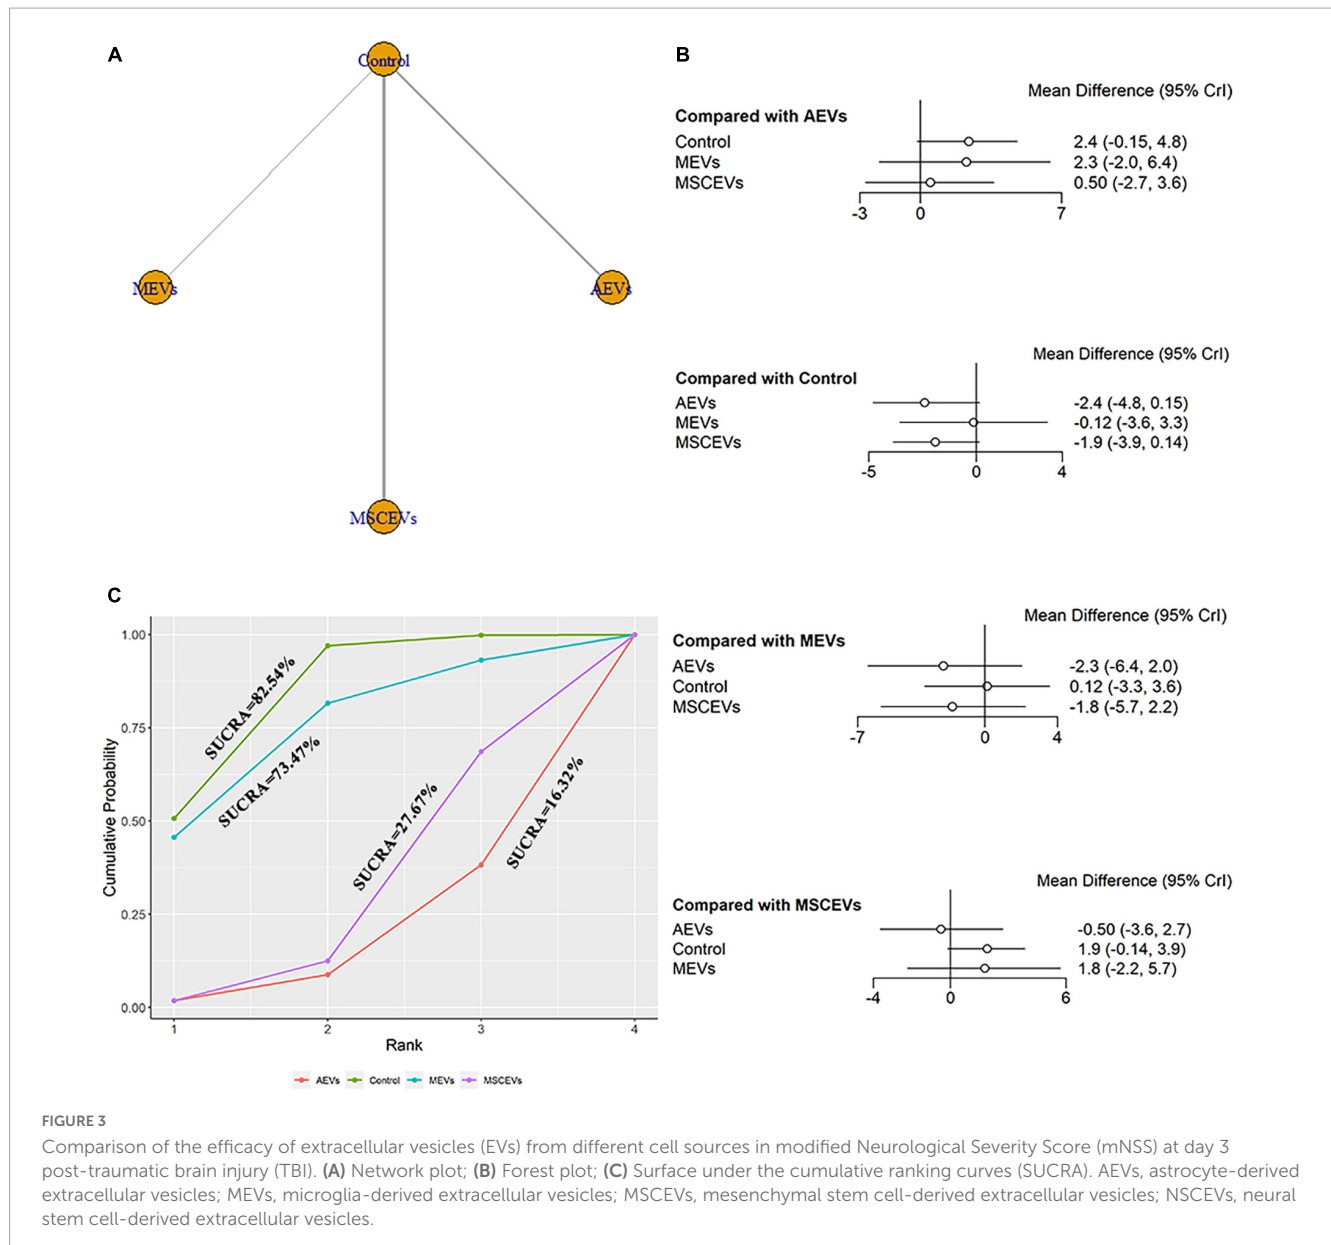 A
Control
MEVs
AEVs
MSCEVs
B
Mean Difference (95% CrI)
Compared with AEVs
Control 2.4 (-0.15, 4.8)
MEVs 2.3 (-2.0, 6.4)
MSCEVs 0.50 (-2.7, 3.6)
-3 0 7
Mean Difference (95% CrI)
Compared with Control
AEVs -2.4 (-4.8, 0.15)
MEVs -0.12 (-3.6, 3.3)
MSCEVs -1.9 (-3.9, 0.14)
-5 0 4
Mean Difference (95% CrI)
Compared with MEVs
AEVs -2.3 (-6.4, 2.0)
Control 0.12 (-3.3, 3.6)
MSCEVs -1.8 (-5.7, 2.2)
-7 0 4
Mean Difference (95% CrI)
Compared with MSCEVs
AEVs -0.50 (-3.6, 2.7)
Control 1.9 (-0.14, 3.9)
MEVs 1.8 (-2.2, 5.7)
-4 0 6
C
Cumulative Probability
1.00
0.75
0.50
0.25
0.00
SUCRA=82.54%
SUCRA=73.47%
SUCRA=27.67%
SUCRA=16.32%
1 2 3 4
Rank
AEVs Control MEVs MSCEVs
FIGURE 3
Comparison of the efficacy of extracellular vesicles (EVs) from different cell sources in modified Neurological Severity Score (mNSS) at day 3
post-traumatic brain injury (TBI). (A) Network plot; (B) Forest plot; (C) Surface under the cumulative ranking curves (SUCRA). AEVs, astrocyte-derived
extracellular vesicles; MEVs, microglia-derived extracellular vesicles; MSCEVs, mesenchymal stem cell-derived extracellular vesicles; NSCEVs, neural
stem cell-derived extracellular vesicles.